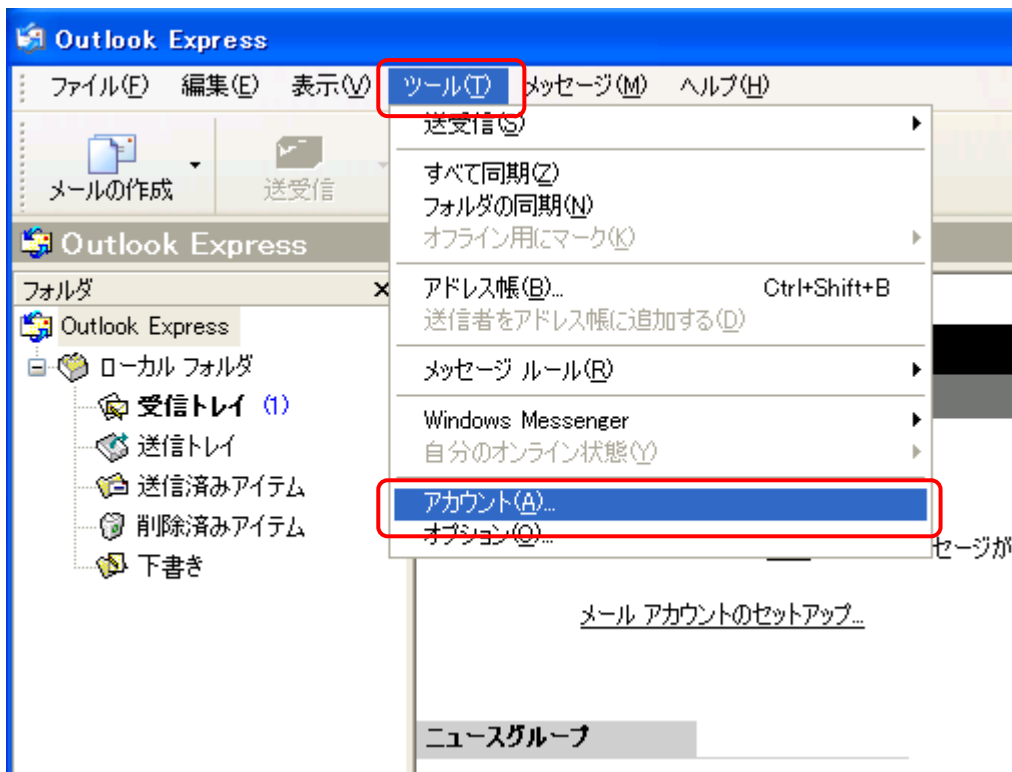 Outlook Express
ファイル(F) 編集(E) 表示(V) ツール(T) メッセージ(M) ヘルプ(H)
メールの作成 送受信
送受信(S)
すべて同期(Z)
フォルダの同期(N)
オフライン用にマーク(K)
アドレス帳(B)... Ctrl+Shift+B
送信者をアドレス帳に追加する(D)
メッセージ ルール(R)
Windows Messenger
自分のオンライン状態(Y)
アカウント(A)...
オプション(O)...
Outlook Express
フォルダ ×
Outlook Express
ローカル フォルダ
受信トレイ (1)
送信トレイ
送信済みアイテム
削除済みアイテム
下書き
セージが
メール アカウントのセットアップ...
ニュースグループ